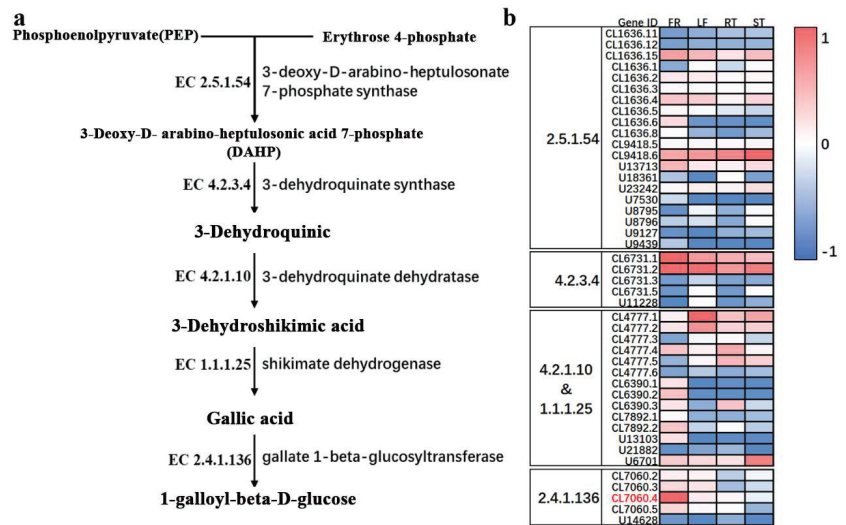 a
Phosphoenolpyruvate(PEP) Erythrose 4-phosphate
EC 2.5.1.54 3-deoxy-D-arabino-heptulosonate
7-phosphate synthase
3-Deoxy-D- arabino-heptulosonic acid 7-phosphate
(DAHP)
EC 4.2.3.4 3-dehydroquinate synthase
3-Dehydroquinic
EC 4.2.1.10 3-dehydroquinate dehydratase
3-Dehydroshikimic acid
EC 1.1.1.25 shikimate dehydrogenase
Gallic acid
EC 2.4.1.136 gallate 1-beta-glucosyltransferase
1-galloyl-beta-D-glucose
b
Gene ID FR LF RT ST
2.5.1.54
CL1636.11
CL1636.12
CL1636.15
CL1636.1
CL1636.2
CL1636.3
CL1636.4
CL1636.5
CL1636.6
CL1636.8
CL9418.5
CL9418.6
U13713
U18361
U23242
U7530
U8795
U8796
U9127
U9439
4.2.3.4
CL6731.1
CL6731.2
CL6731.3
CL6731.5
U11228
4.2.1.10
&
1.1.1.25
CL4777.1
CL4777.2
CL4777.3
CL4777.4
CL4777.5
CL4777.6
CL6390.1
CL6390.2
CL6390.3
CL7892.1
CL7892.2
U13103
U21882
U6701
2.4.1.136
CL7060.2
CL7060.3
CL7060.4
CL7060.5
U14628
1
0
-1